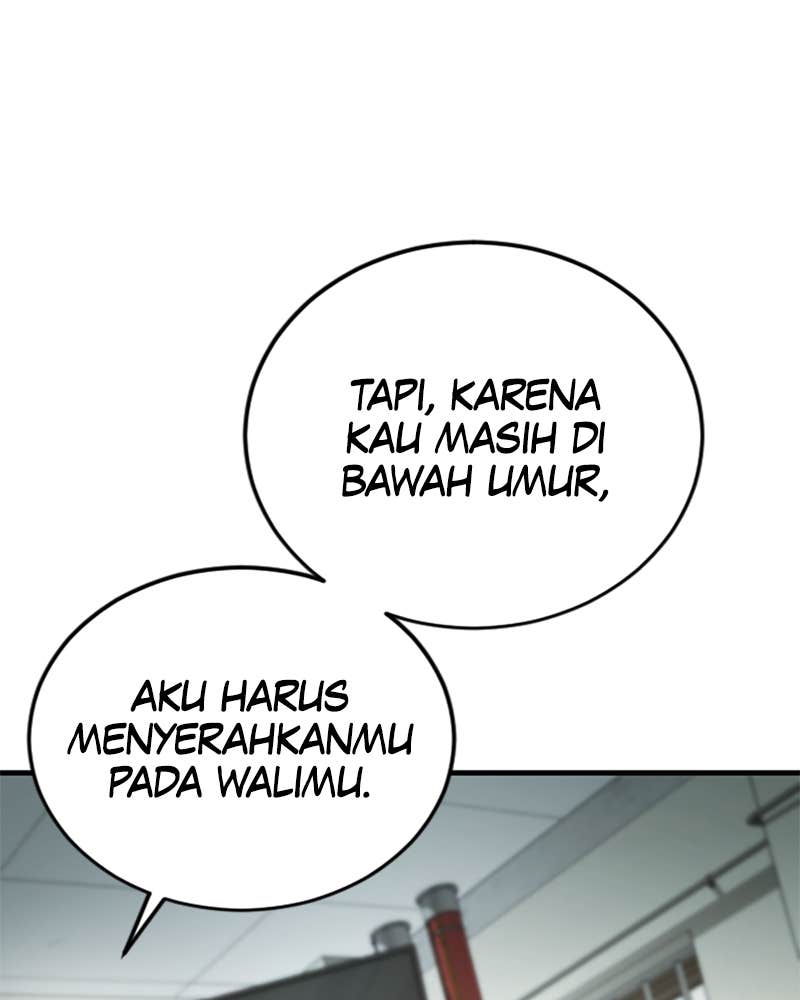 TAPI, KARENA
KAU MASIH DI
BAWAH UMUR,
AKU HARUS
MENYERAHKANMU
PADA WALIMU.